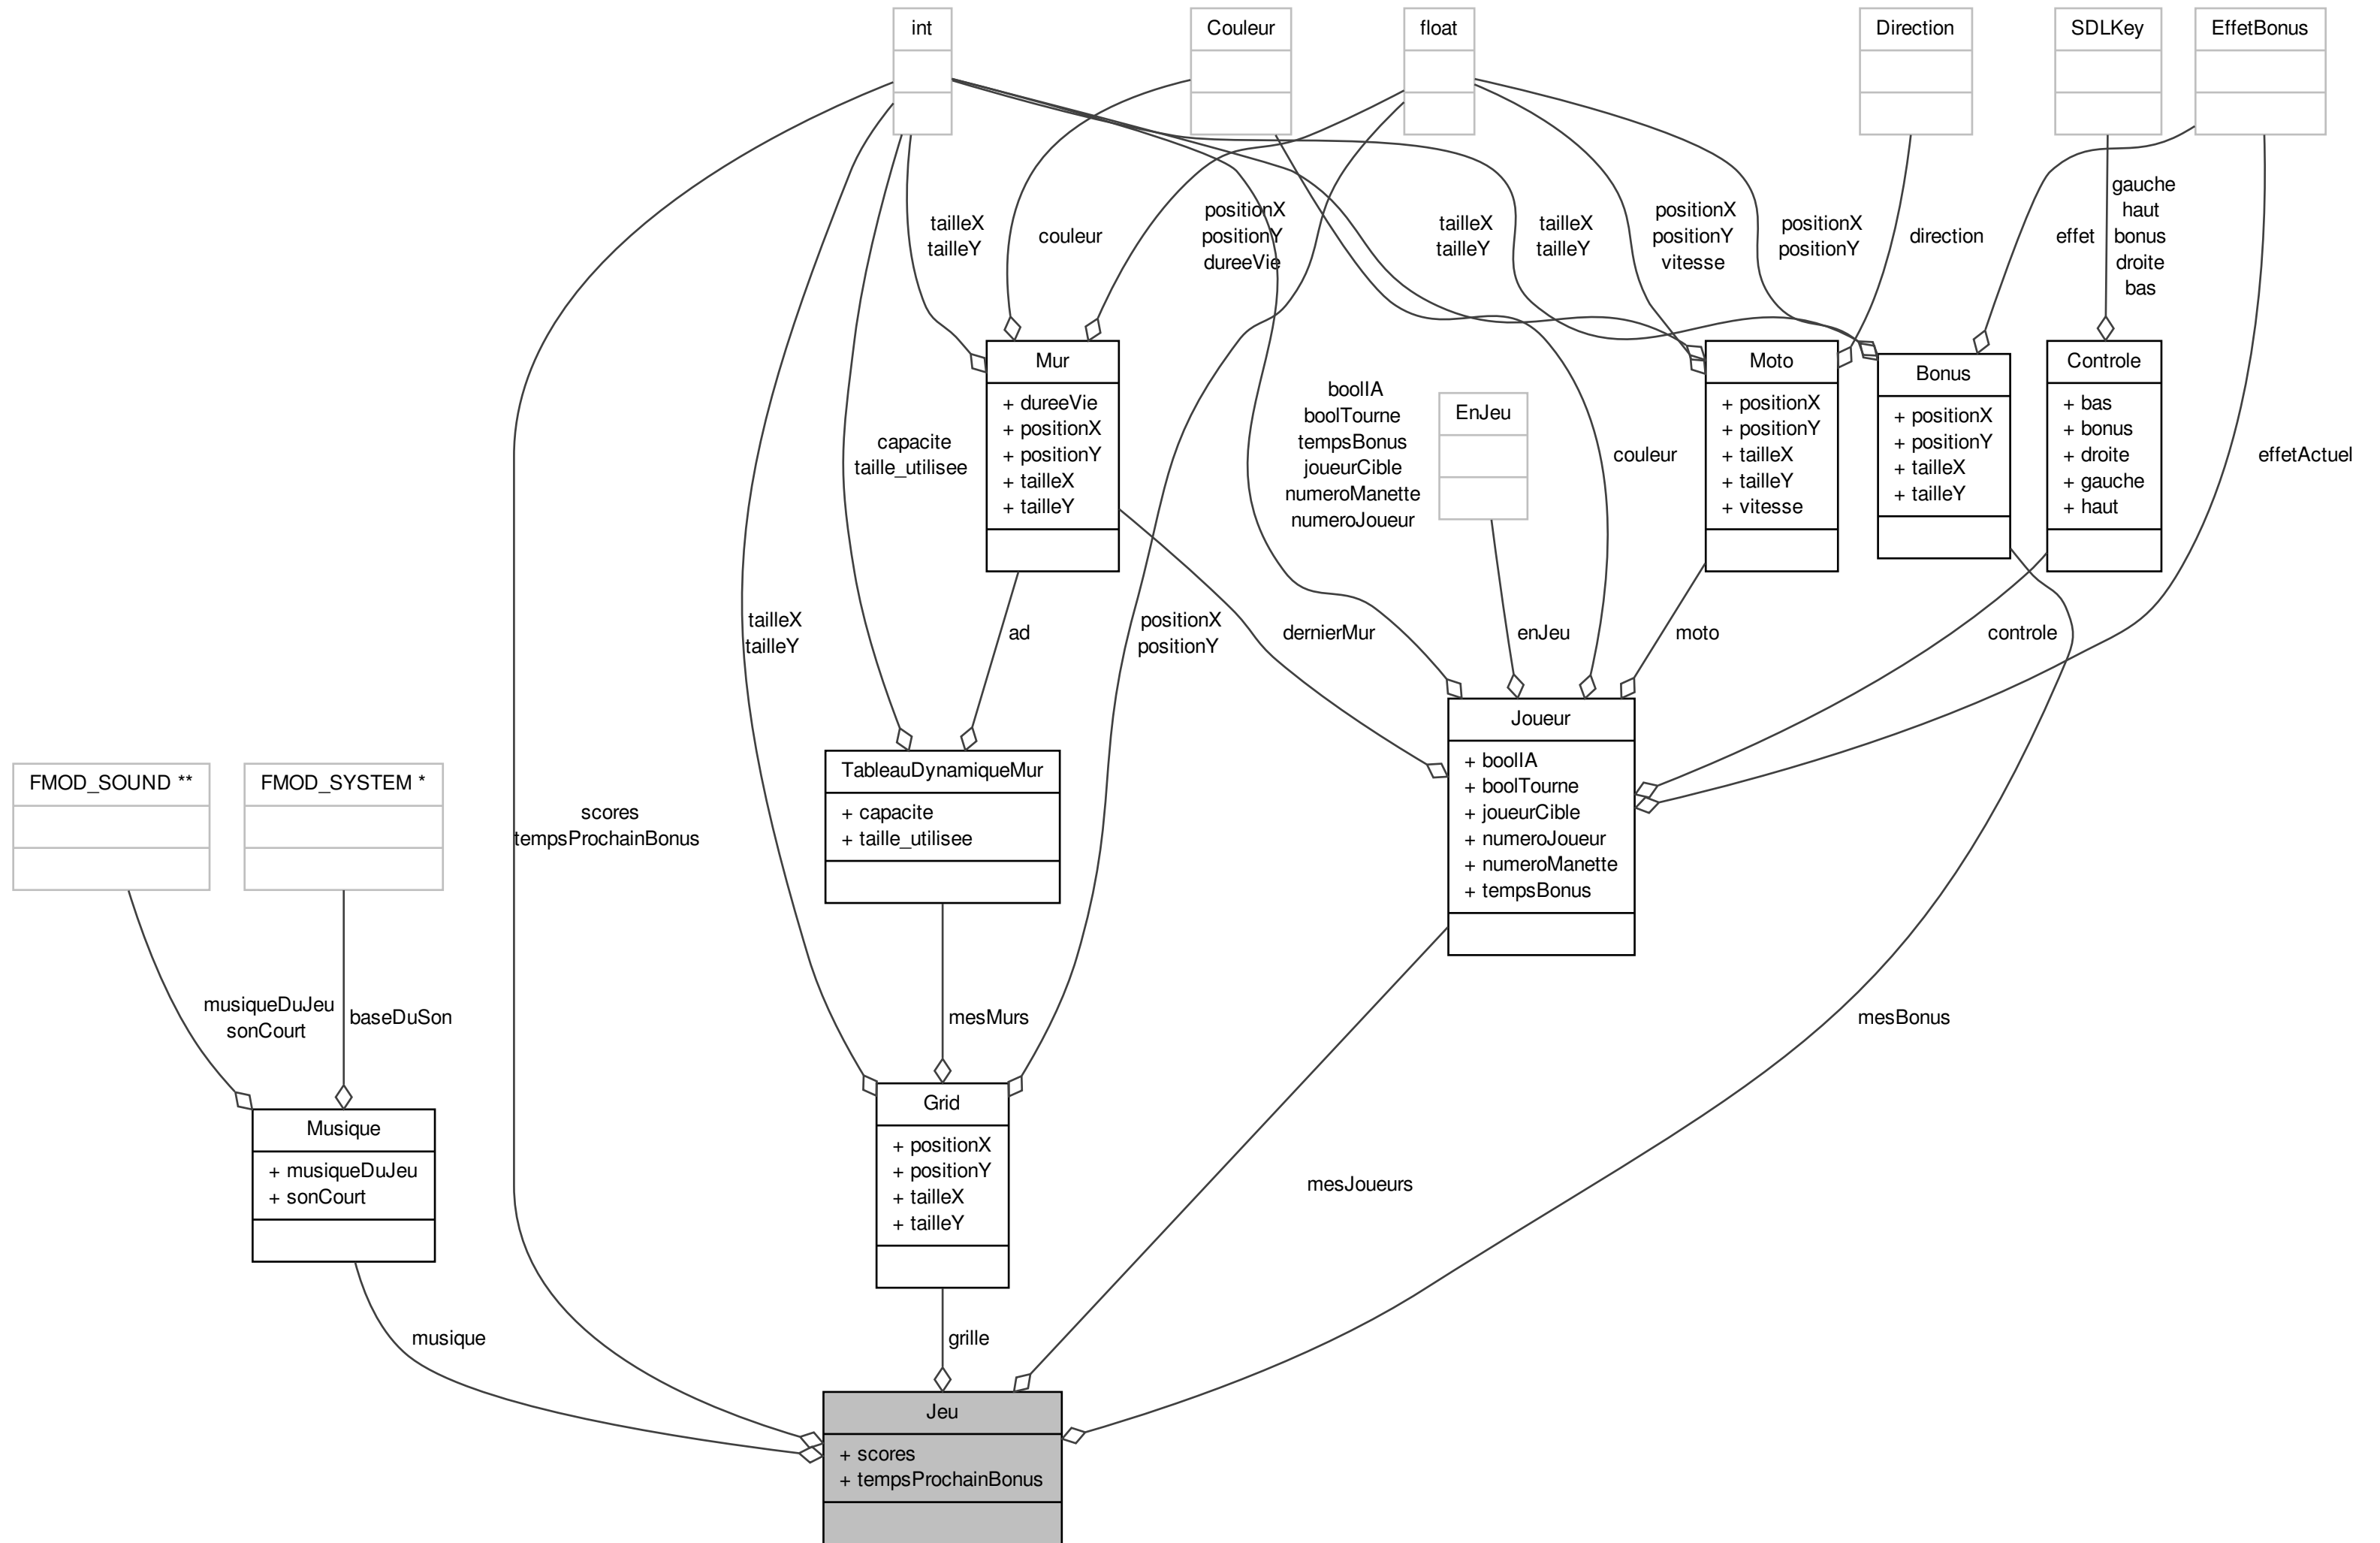 int
Couleur
float
Direction
SDLKey
EffetBonus
tailleX
tailleY
couleur
positionX
positionY
dureeVie
tailleX
tailleY
tailleX
tailleY
positionX
positionY
vitesse
positionX
positionY
direction
effet
gauche
haut
bonus
droite
bas
Mur
+ dureeVie
+ positionX
+ positionY
+ tailleX
+ tailleY
capacite
taille_utilisee
boolIA
boolTourne
tempsBonus
joueurCible
numeroManette
numeroJoueur
EnJeu
couleur
Moto
+ positionX
+ positionY
+ tailleX
+ tailleY
+ vitesse
Bonus
+ positionX
+ positionY
+ tailleX
+ tailleY
Controle
+ bas
+ bonus
+ droite
+ gauche
+ haut
effetActuel
tailleX
tailleY
ad
positionX
positionY
dernierMur
enJeu
moto
controle
FMOD_SOUND **
FMOD_SYSTEM *
scores
tempsProchainBonus
TableauDynamiqueMur
+ capacite
+ taille_utilisee
Joueur
+ boolIA
+ boolTourne
+ joueurCible
+ numeroJoueur
+ numeroManette
+ tempsBonus
musiqueDuJeu
sonCourt
baseDuSon
mesMurs
mesBonus
Musique
+ musiqueDuJeu
+ sonCourt
Grid
+ positionX
+ positionY
+ tailleX
+ tailleY
mesJoueurs
musique
grille
Jeu
+ scores
+ tempsProchainBonus